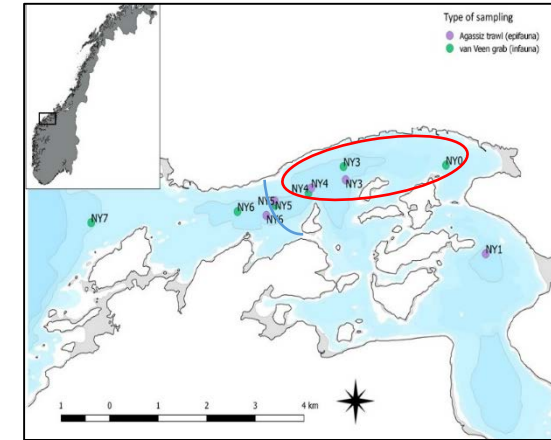 Type of sampling
Agassiz trawl (epifauna)
van Veen grab (infauna)
NY3
NY0
NY4
NY3
NY4
NY5
NY5
NY6
NY6
NY7
NY1
1 0 1 2 3 4 km